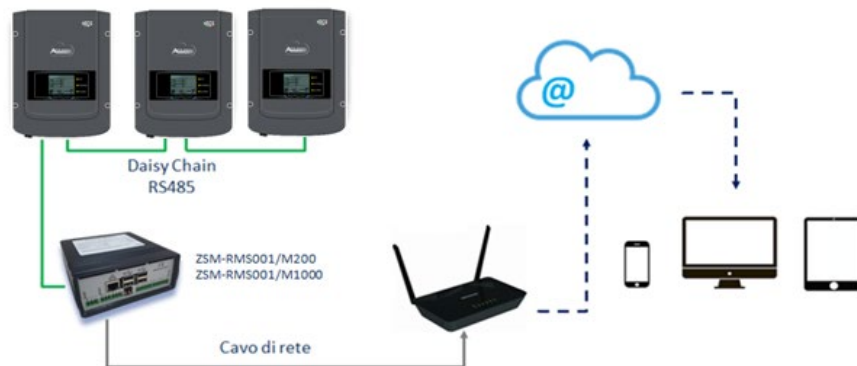 @
Daisy Chain
RS485
ZSM-RMS001/M200
ZSM-RMS001/M1000
Cavo di rete